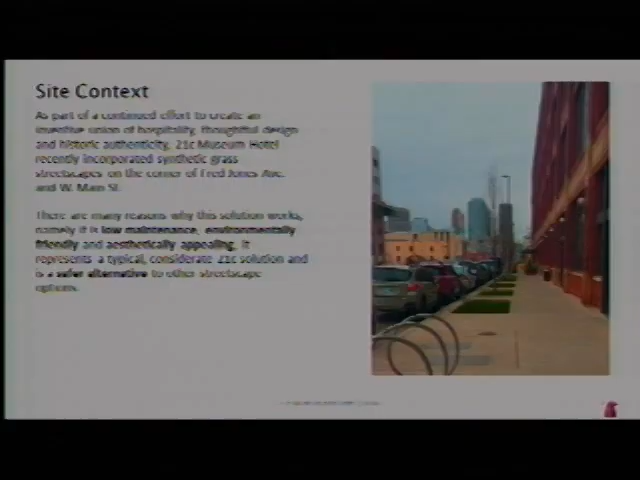 Site Context
As part of a continued effort to create an
inventive union of hospitality, thoughtful design
and historic authenticity, 21c Museum Hotel
recently incorporated synthetic grass
streetscapes on the corner of Fred Jones Ave.
and W. Main St.
There are many reasons why this solution works,
namely it is low maintenance, environmentally
friendly and aesthetically appealing. It
represents a typical, considerate 21c solution and
is a safer alternative to other streetscape
options.